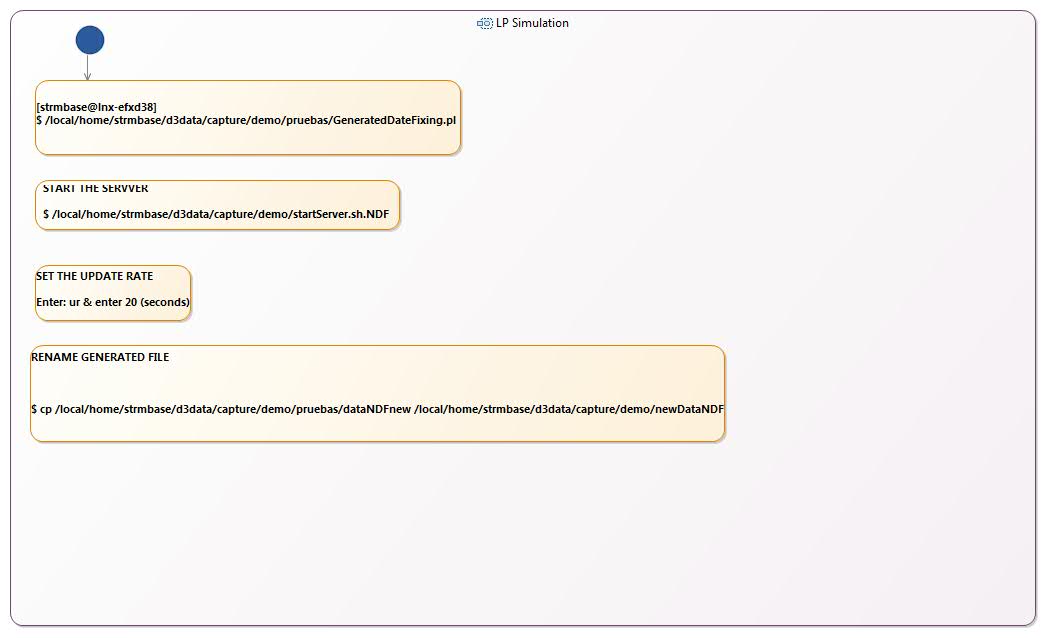 LP Simulation
[strmbase@lnx-efxd38]
$ /local/home/strmbase/d3data/capture/demo/pruebas/GeneratedDateFixing.pl
START THE SERVVER
$ /local/home/strmbase/d3data/capture/demo/startServer.sh.NDF
SET THE UPDATE RATE
Enter: ur & enter 20 (seconds)
RENAME GENERATED FILE
$ cp /local/home/strmbase/d3data/capture/demo/pruebas/dataNDFnew /local/home/strmbase/d3data/capture/demo/newDataNDF